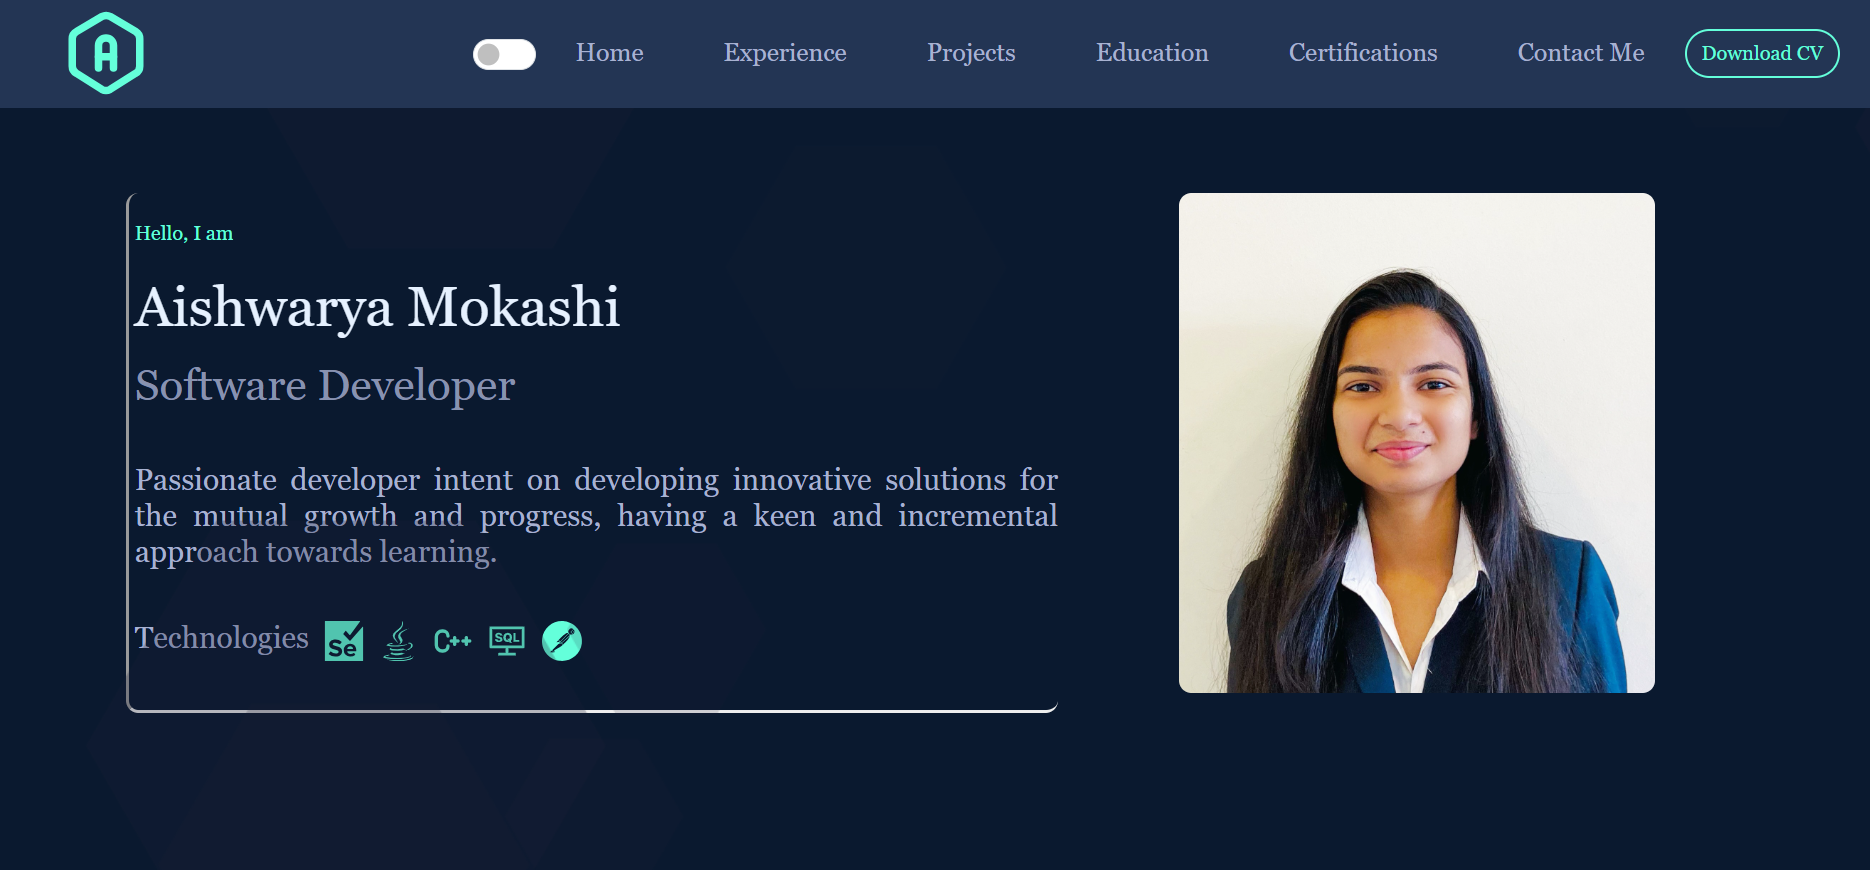 A
Home Experience Projects Education Certifications Contact Me Download CV
Hello, I am
Aishwarya Mokashi
Software Developer
Passionate developer intent on developing innovative solutions for
the mutual growth and progress, having a keen and incremental
approach towards learning.
Technologies Se C++ SQL